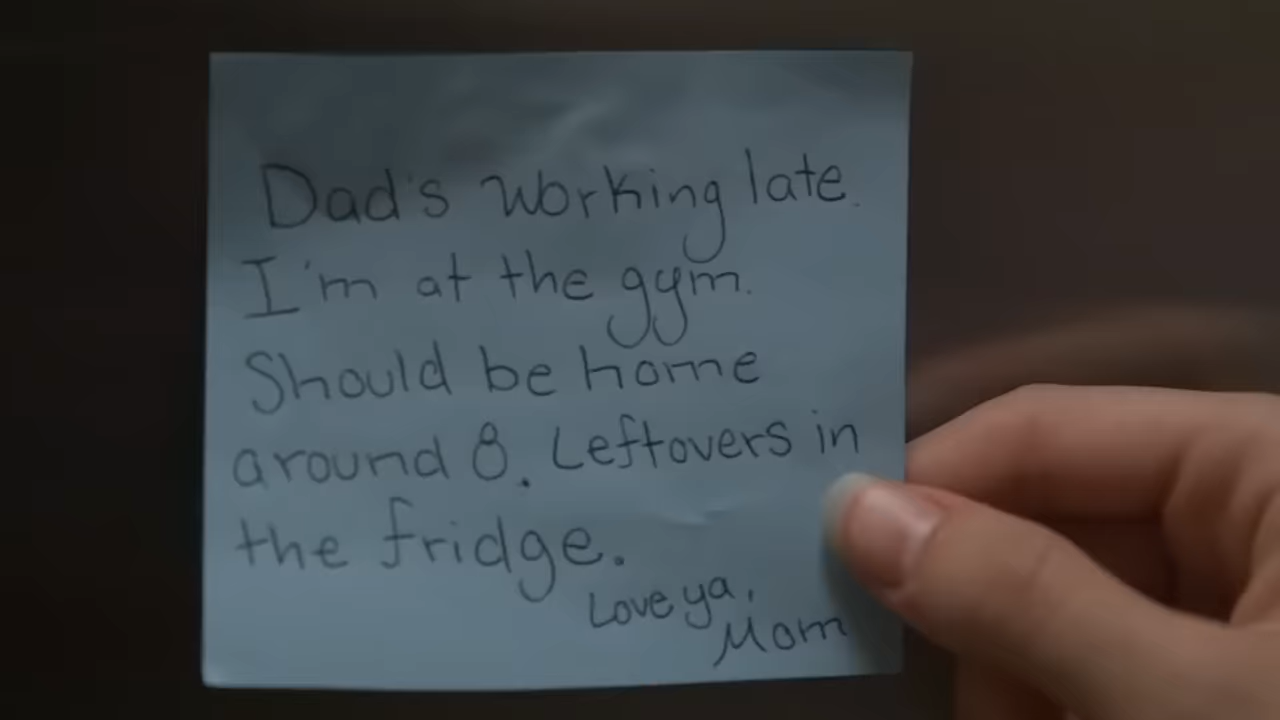 Dad's working late.
I'm at the gym.
Should be home
around 8. Leftovers in
the fridge.
Love ya,
Mom